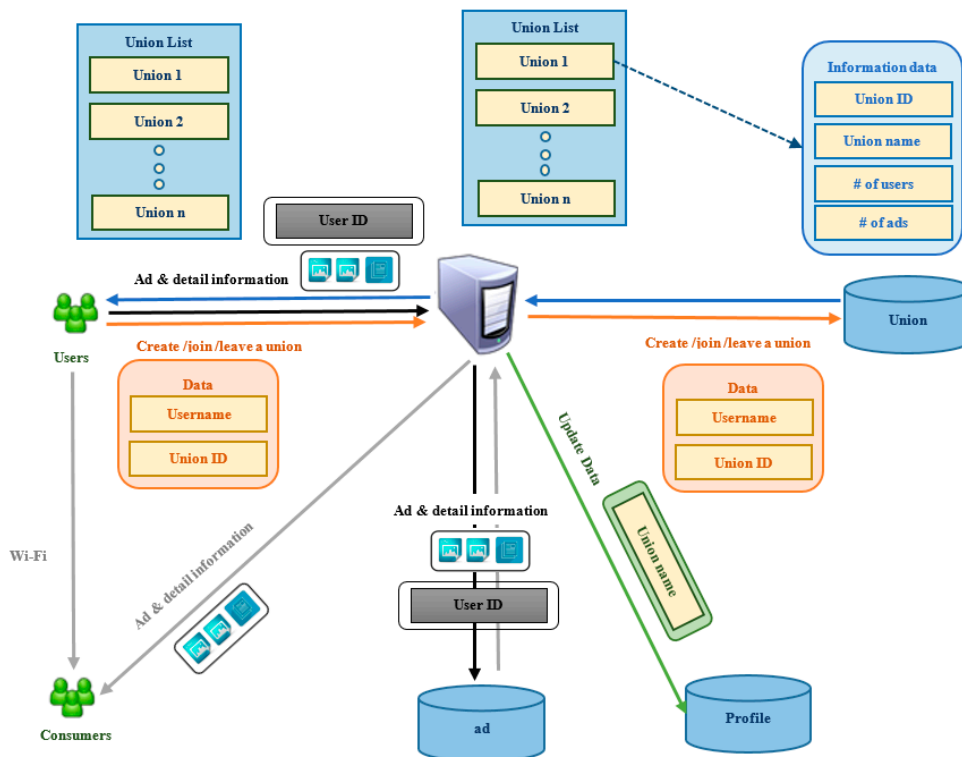 Union List
Union 1
Union 2
Union n
Union List
Union 1
Union 2
Union n
Information data
Union ID
Union name
# of users
# of ads
User ID
Ad & detail information
Users
Create /join /leave a union
Data
Username
Union ID
Union
Create /join /leave a union
Data
Username
Union ID
Update Data
Union name
Ad & detail information
User ID
Wi-Fi
Ad & detail information
Consumers
ad
Profile